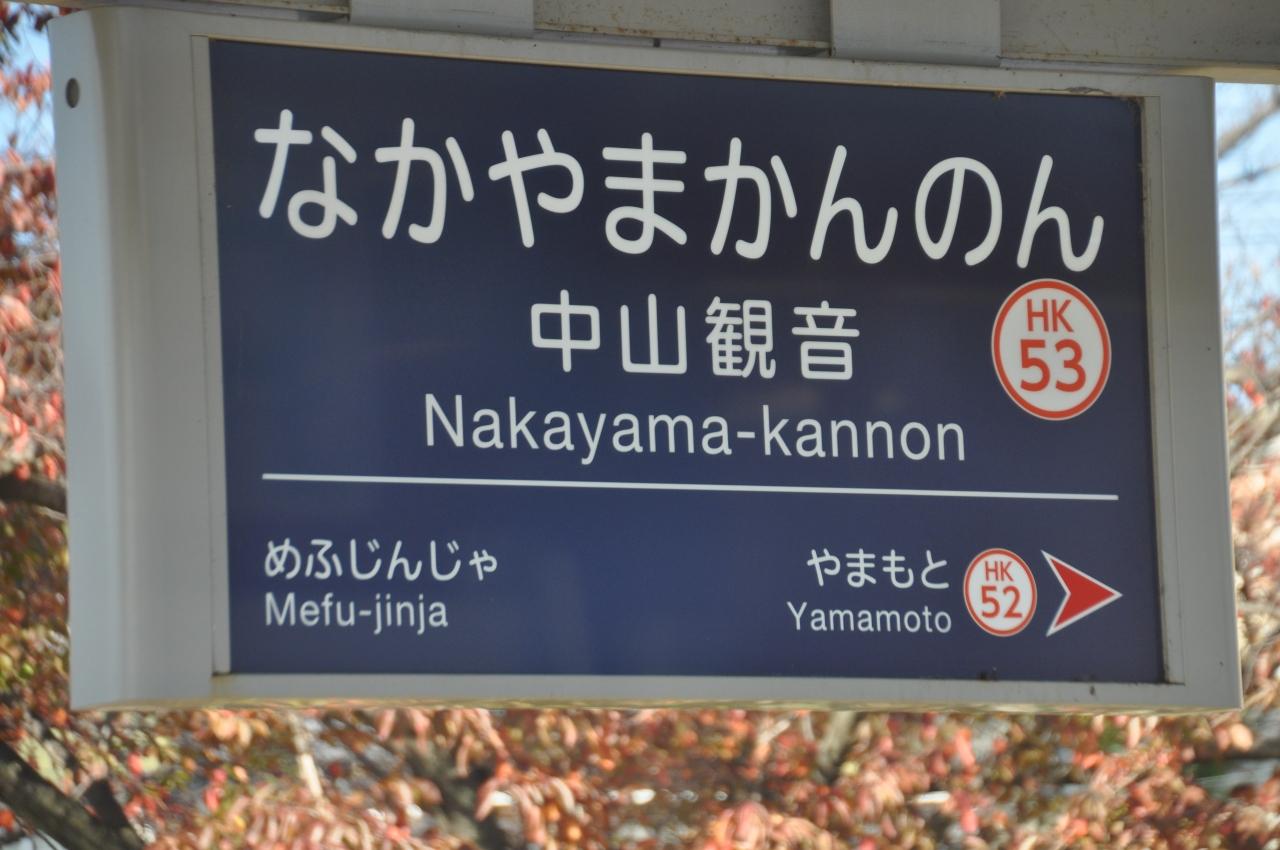 なかやまかんのん
中山観音
HK
53
Nakayama-kannon
めふじんじゃ
Mefu-jinja
やまもと
Yamamoto
HK
52